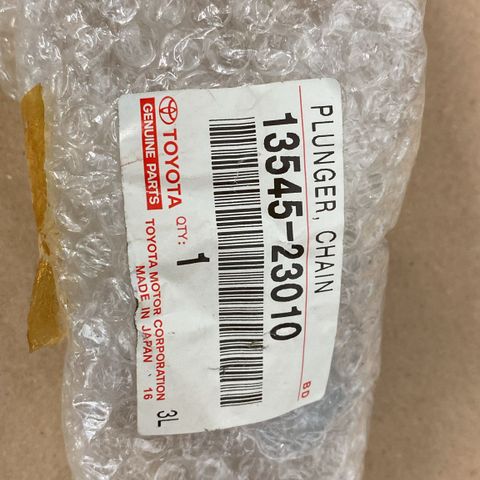 PLUNGER, CHAIN
13545-23010
BD
TOYOTA
GENUINE PARTS
QTY:
1
TOYOTA MOTOR CORPORATION
MADE IN JAPAN
16
3L